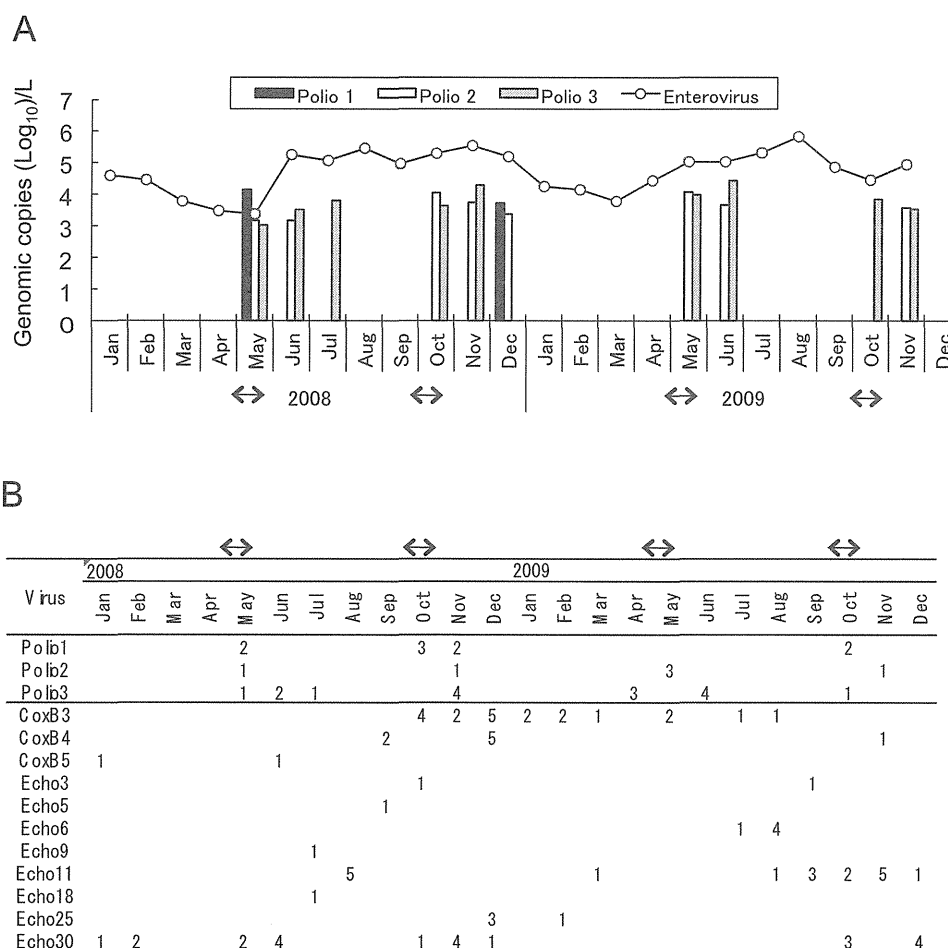 A
Polio 1 Polio 2 Polio 3 Enterovirus
Genomic copies (Log10)/L
7
6
5
4
3
2
1
0
Jan Feb Mar Apr May Jun Jul Aug Sep Oct Nov Dec Jan Feb Mar Apr May Jun Jul Aug Sep Oct Nov Dec
2008 2009
B
2008 2009
Virus Jan Feb Mar Apr May Jun Jul Aug Sep Oct Nov Dec Jan Feb Mar Apr May Jun Jul Aug Sep Oct Nov Dec
Polio1 2 3 2 2
Polio2 1 1 3 1
Polio3 1 2 1 4 3 4 1
CoxB3 4 2 5 2 2 1 2 1 1
CoxB4 2 5 1
CoxB5 1 1
Echo3 1 1
Echo5 1
Echo6 1 4
Echo9 1
Echo11 5 1 1 3 2 5 1
Echo18 1
Echo25 3 1
Echo30 1 2 2 4 1 4 1 3 4